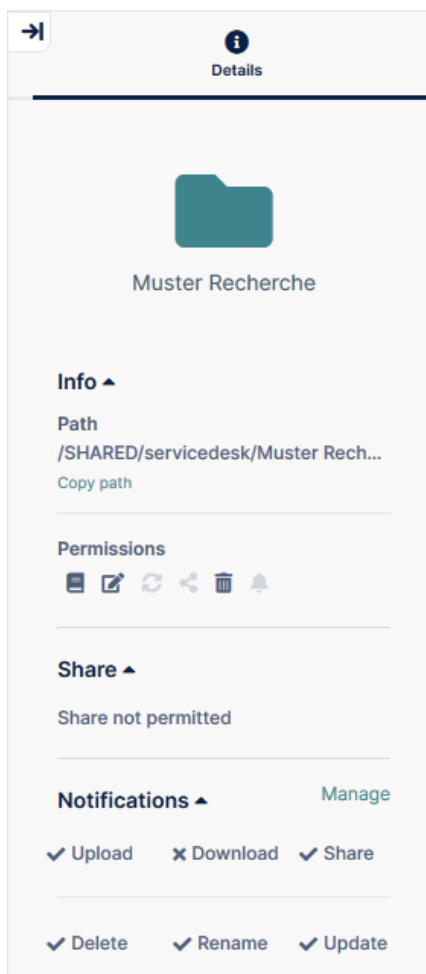 Details
Muster Recherche
Info
Path
/SHARED/servicedesk/Muster Rech...
Copy path
Permissions
Share
Share not permitted
Notifications Manage
Upload Download Share
Delete Rename Update